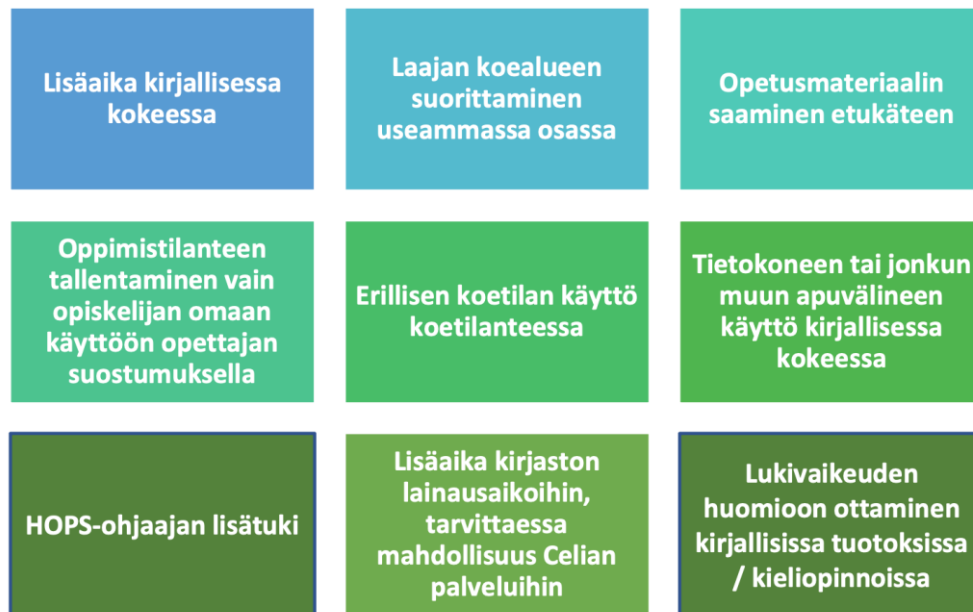 Lisäaika kirjallisessa
kokeessa
Laajan koealueen
suorittaminen
useammassa osassa
Opetusmateriaalin
saaminen etukäteen
Oppimistilanteen
tallentaminen vain
opiskelijan omaan
käyttöön opettajan
suostumuksella
Erillisen koetilan käyttö
koetilanteessa
Tietokoneen tai jonkun
muun apuvälineen
käyttö kirjallisessa
kokeessa
HOPS-ohjaajan lisätuki
Lisäaika kirjaston
lainausaikoihin,
tarvittaessa
mahdollisuus Celian
palveluihin
Lukivaikeuden
huomioon ottaminen
kirjallisissa tuotoksissa
/ kieliopinnoissa